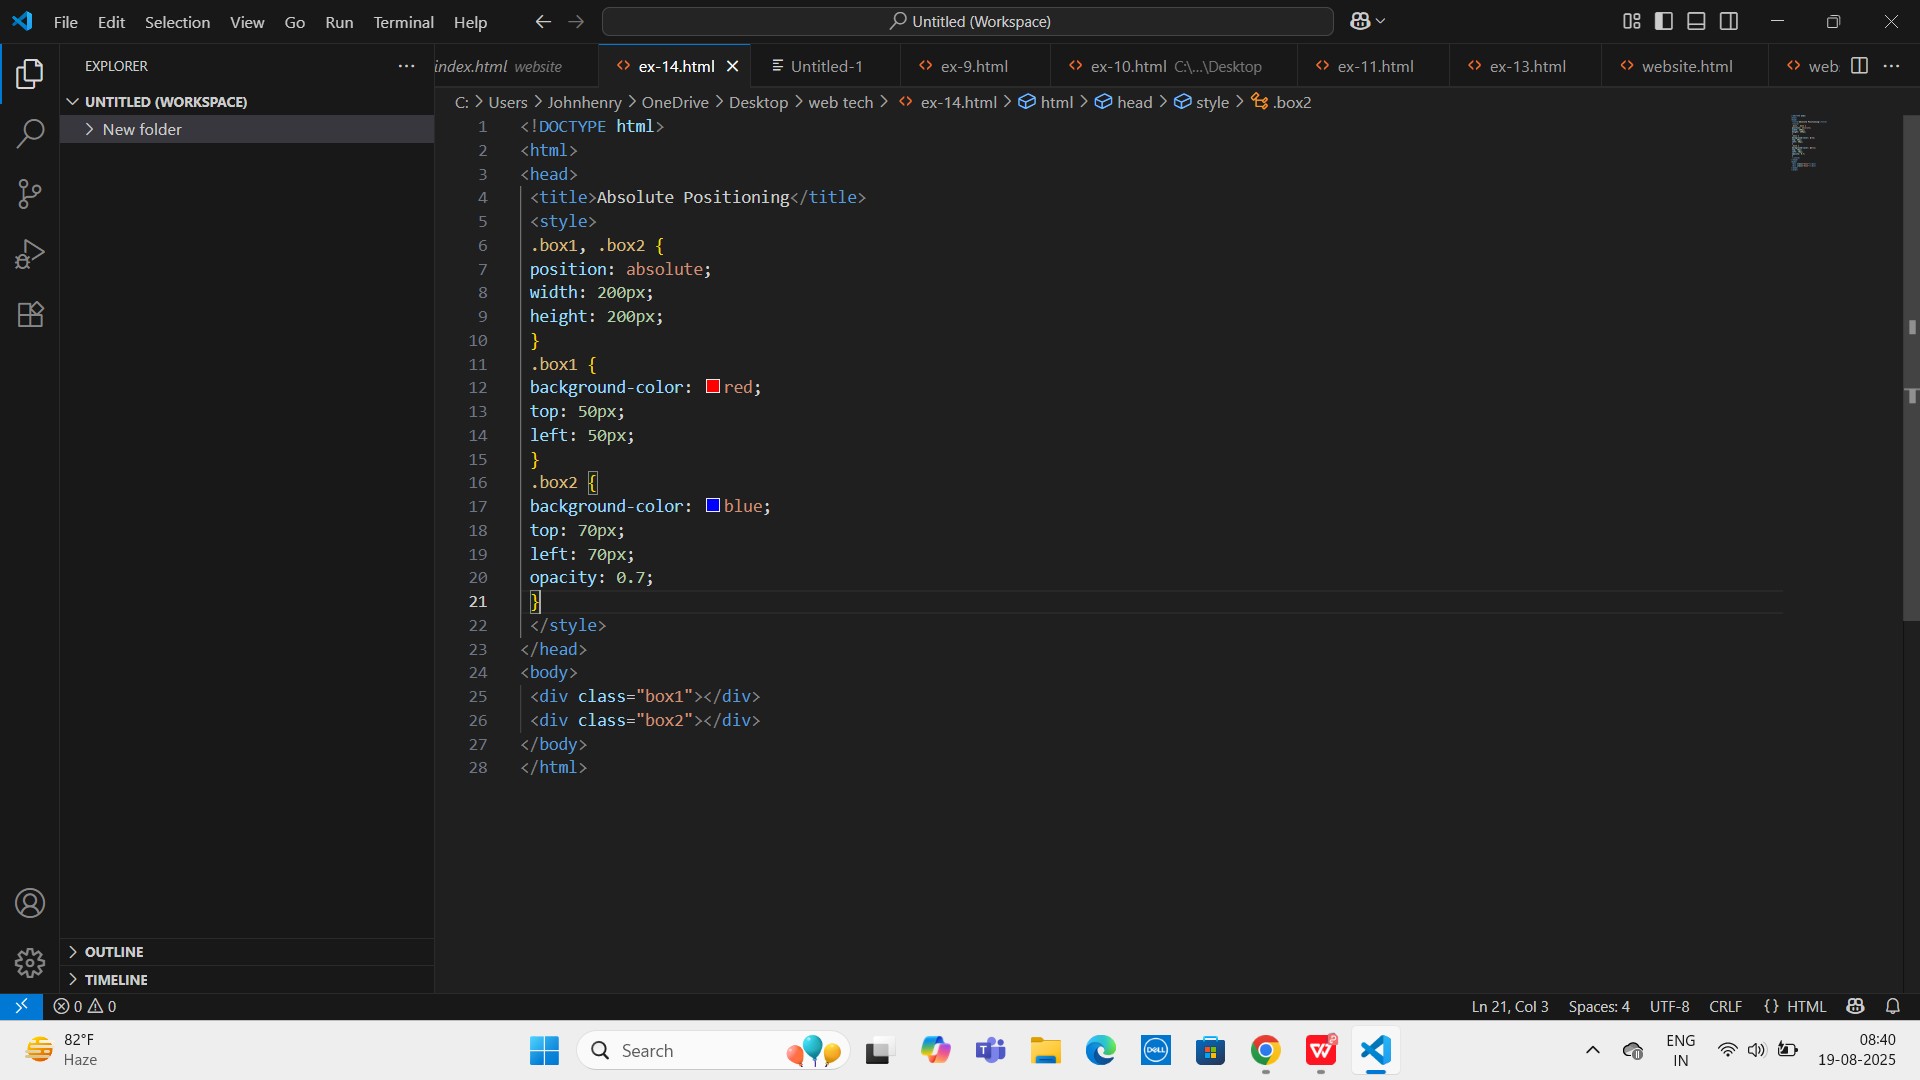 File Edit Selection View Go Run Terminal Help
Untitled (Workspace)
EXPLORER
index.html website
ex-14.html
Untitled-1
ex-9.html
ex-10.html C:\...\Desktop
ex-11.html
ex-13.html
website.html
web
UNTITLED (WORKSPACE)
New folder
C: > Users > Johnhenry > OneDrive > Desktop > web tech > ex-14.html > html > head > style > .box2
1 <!DOCTYPE html>
2 <html>
3 <head>
4 <title>Absolute Positioning</title>
5 <style>
6 .box1, .box2 {
7 position: absolute;
8 width: 200px;
9 height: 200px;
10 }
11 .box1 {
12 background-color: red;
13 top: 50px;
14 left: 50px;
15 }
16 .box2 {
17 background-color: blue;
18 top: 70px;
19 left: 70px;
20 opacity: 0.7;
21 }
22 </style>
23 </head>
24 <body>
25 <div class="box1"></div>
26 <div class="box2"></div>
27 </body>
28 </html>
OUTLINE
TIMELINE
0 0
Ln 21, Col 3 Spaces: 4 UTF-8 CRLF {} HTML
82°F
Haze
Search
DELL
W
ENG
IN
08:40
19-08-2025